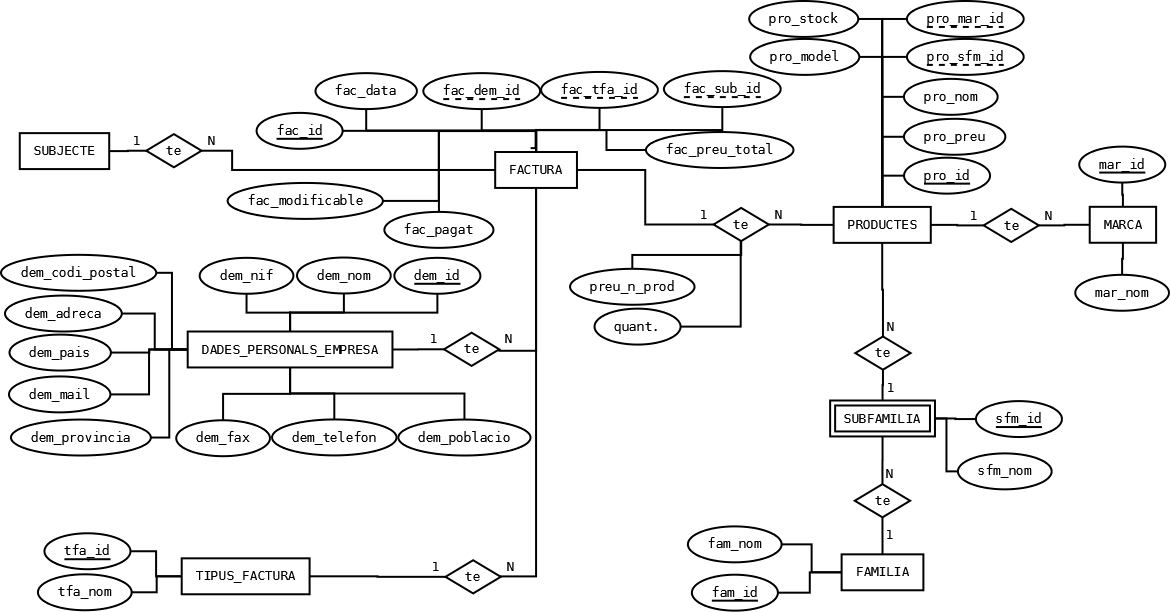 pro_stock
pro_mar_id
pro_model
pro_sfm_id
fac_data
fac_dem_id
fac_tfa_id
fac_sub_id
pro_nom
fac_id
pro_preu
SUBJECTE
1
te
N
fac_preu_total
FACTURA
mar_id
pro_id
fac_modificable
fac_pagat
1
te
N
PRODUCTES
1
te
N
MARCA
dem_codi_postal
dem_nif
dem_nom
dem_id
preu_n_prod
mar_nom
dem_adreca
quant.
dem_pais
DADES_PERSONALS_EMPRESA
1
te
N
N
te
1
dem_mail
dem_provincia
dem_fax
dem_telefon
dem_poblacio
SUBFAMILIA
sfm_id
sfm_nom
N
te
1
tfa_id
fam_nom
TIPUS_FACTURA
1
te
N
FAMILIA
tfa_nom
fam_id